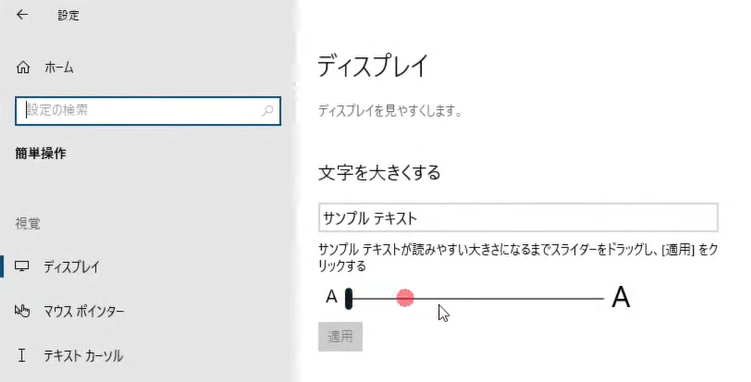 設定
ホーム
設定の検索
簡単操作
視覚
ディスプレイ
マウス ポインター
テキスト カーソル
ディスプレイ
ディスプレイを見やすくします。
文字を大きくする
サンプル テキスト
サンプル テキストが読みやすい大きさになるまでスライダーをドラッグし、[適用] をク
リックする
A A
適用